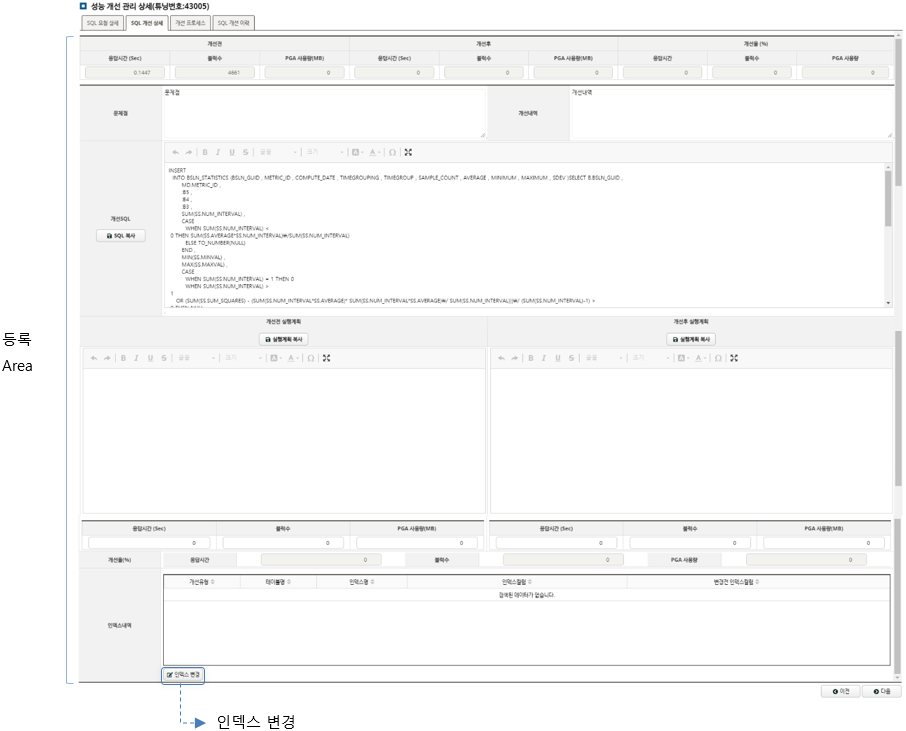 성능 개선 관리 상세(튜닝번호:43005)
SQL 요청 상세 SQL 개선 상세 개선 프로세스 SQL 개선 이력
개선전 개선후 개선율 (%)
응답시간 (Sec) 블럭수 PGA 사용량(MB) 응답시간 (Sec) 블럭수 PGA 사용량(MB) 응답시간 블럭수 PGA 사용량
0.1447 4661 0 0 0 0 0 0 0
문제점 문제점 개선내역 개선내역
글꼴 크기
개선SQL
SQL 복사
INSERT
INTO BSLN_STATISTICS (BSLN_GUID , METRIC_ID , COMPUTE_DATE , TIMEGROUPING , TIMEGROUP , SAMPLE_COUNT , AVERAGE , MINIMUM , MAXIMUM , SDEV )SELECT B.BSLN_GUID ,
MD.METRIC_ID ,
:B5 ,
:B4 ,
:B3 ,
SUM(SS.NUM_INTERVAL) ,
CASE
WHEN SUM(SS.NUM_INTERVAL) >
0 THEN SUM(SS.AVERAGE*SS.NUM_INTERVAL)₩/SUM(SS.NUM_INTERVAL)
ELSE TO_NUMBER(NULL)
END ,
MIN(SS.MINVAL) ,
MAX(SS.MAXVAL) ,
CASE
WHEN SUM(SS.NUM_INTERVAL) = 1 THEN 0
WHEN SUM(SS.NUM_INTERVAL) >
1
OR (SUM(SS.SUM_SQUARES) - (SUM(SS.NUM_INTERVAL*SS.AVERAGE)* SUM(SS.NUM_INTERVAL*SS.AVERAGE)₩/ SUM(SS.NUM_INTERVAL)))₩/ (SUM(SS.NUM_INTERVAL)-1) >
개선전 실행계획 개선후 실행계획
실행계획 복사 실행계획 복사
글꼴 크기 글꼴 크기
등록
Area
응답시간 (Sec) 블럭수 PGA 사용량(MB) 응답시간 (Sec) 블럭수 PGA 사용량(MB)
0 0 0 0 0 0
개선율(%) 응답시간 0 블럭수 0 PGA 사용량 0
인덱스내역
개선유형 테이블명 인덱스명 인덱스컬럼 변경전 인덱스컬럼
검색된 데이터가 없습니다.
인덱스 변경
이전 다음
인덱스 변경